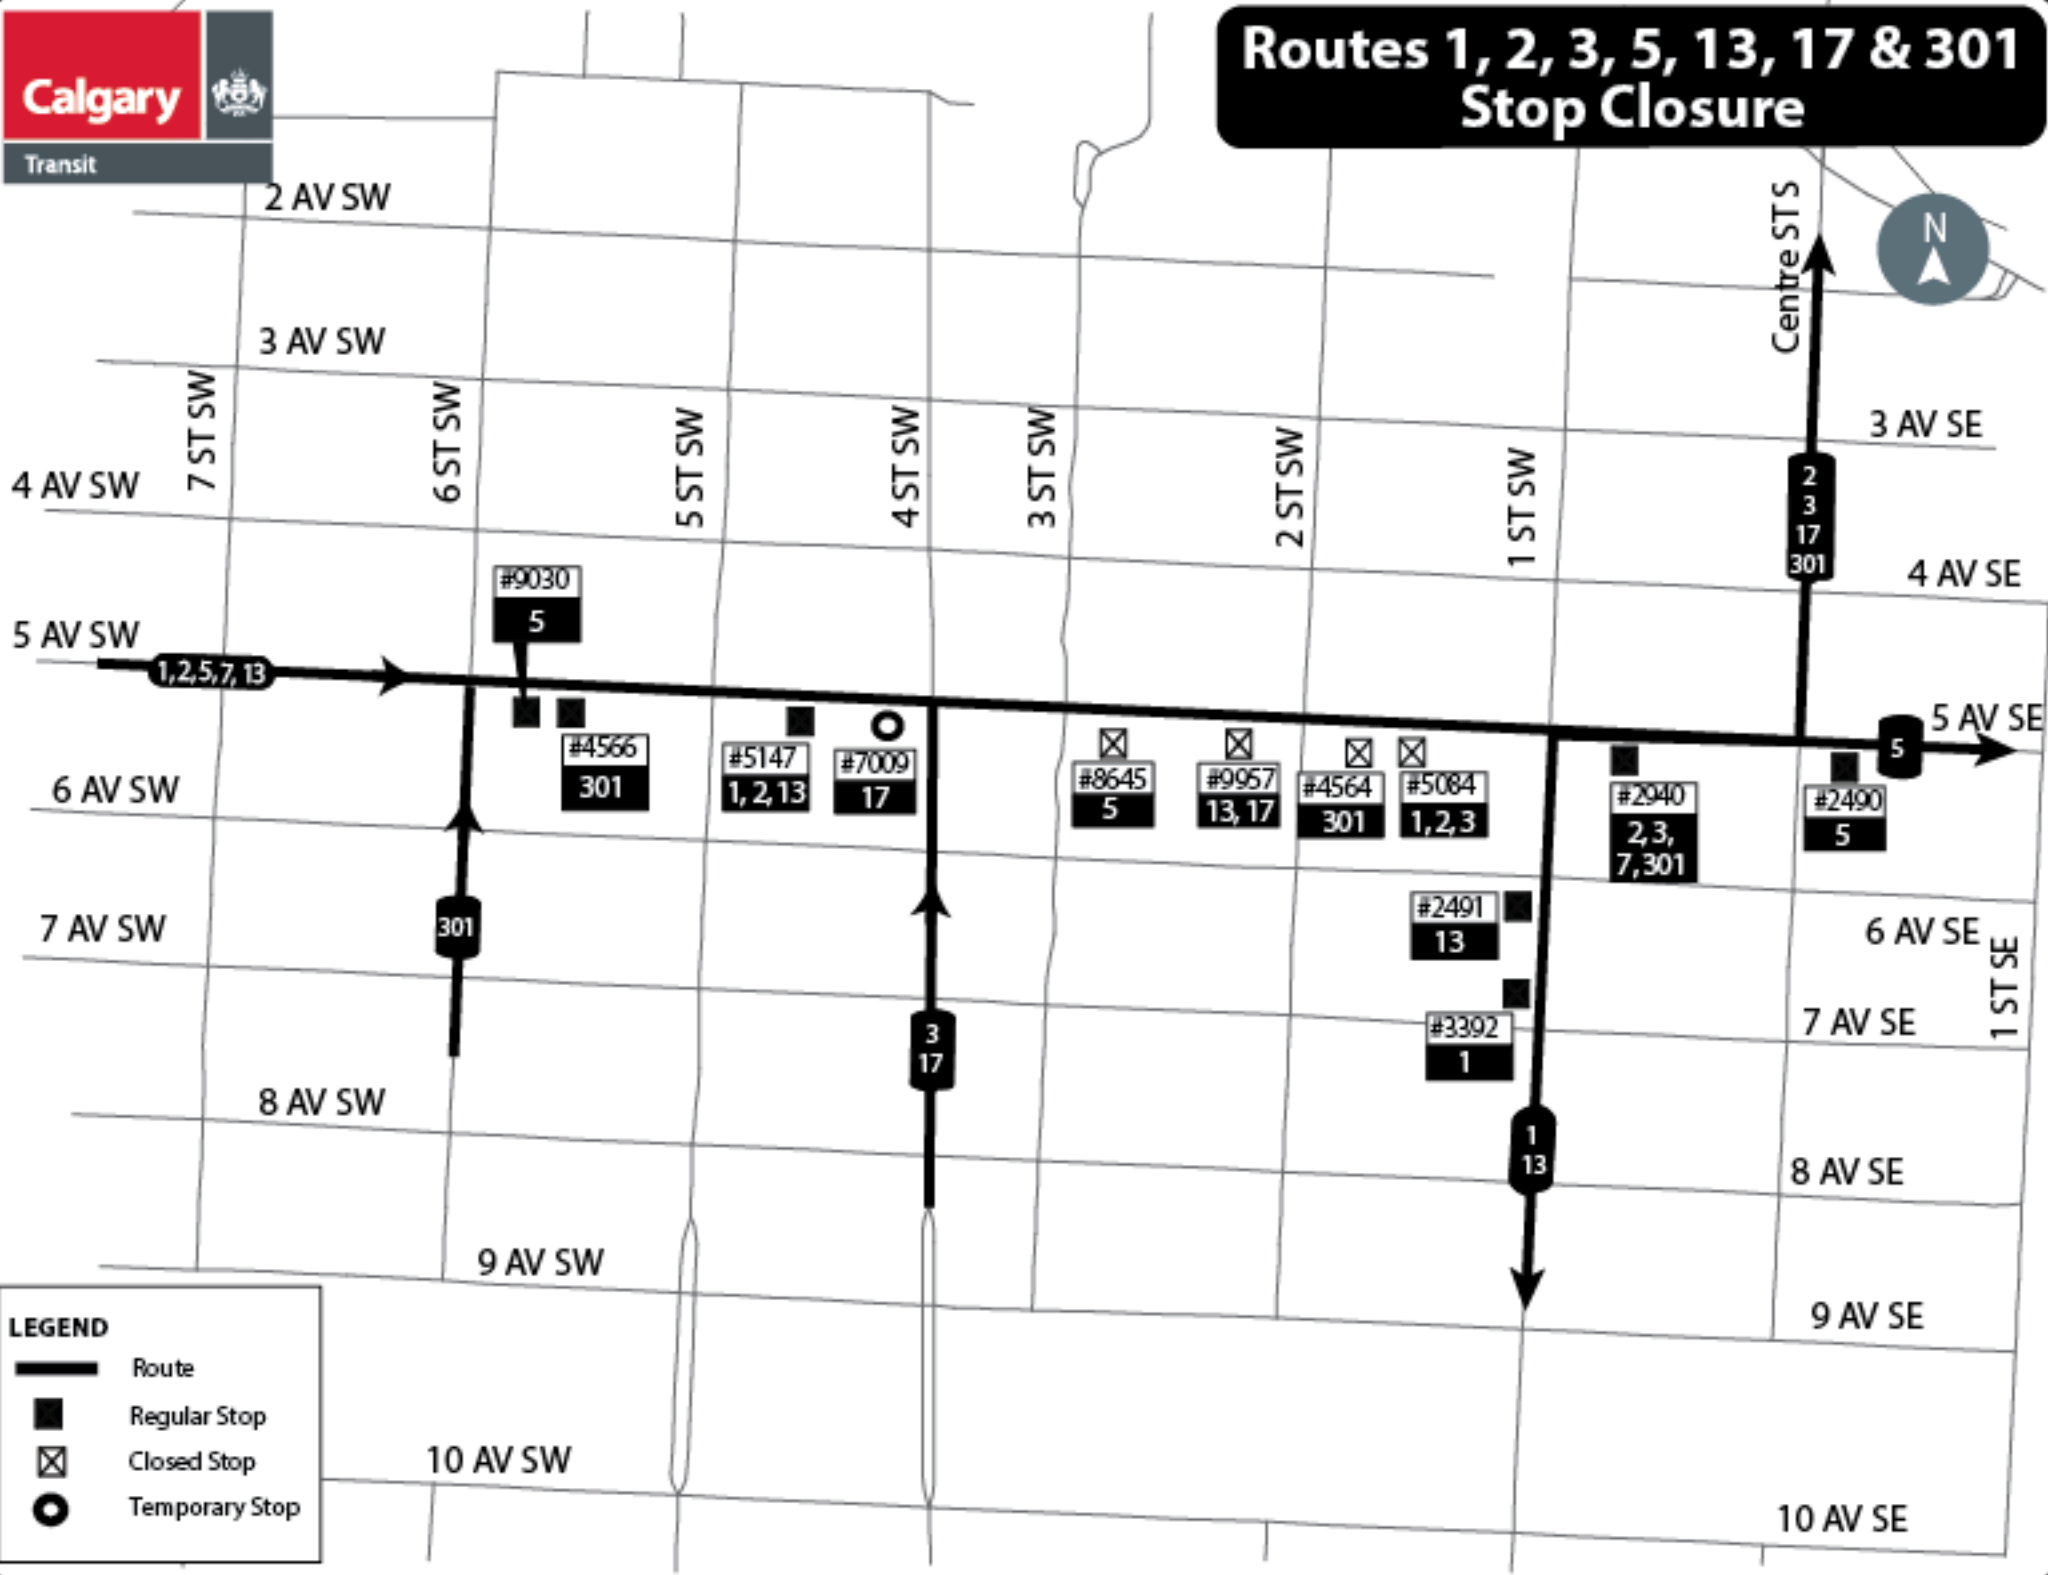 Calgary
Transit
Routes 1, 2, 3, 5, 13, 17 & 301
Stop Closure
N
2 AV SW
3 AV SW
4 AV SW
5 AV SW
6 AV SW
7 AV SW
8 AV SW
9 AV SW
10 AV SW
7 ST SW
6 ST SW
5 ST SW
4 ST SW
3 ST SW
2 ST SW
1 ST SW
Centre ST S
1 ST SE
3 AV SE
4 AV SE
5 AV SE
6 AV SE
7 AV SE
8 AV SE
9 AV SE
10 AV SE
1,2,5,7, 13
2
3
17
301
5
301
3
17
1
13
#9030
5
#4566
301
#5147
1, 2, 13
#7009
17
#8645
5
#9957
13, 17
#4564
301
#5084
1, 2, 3
#2940
2, 3,
7, 301
#2490
5
#2491
13
#3392
1
LEGEND
Route
Regular Stop
Closed Stop
Temporary Stop